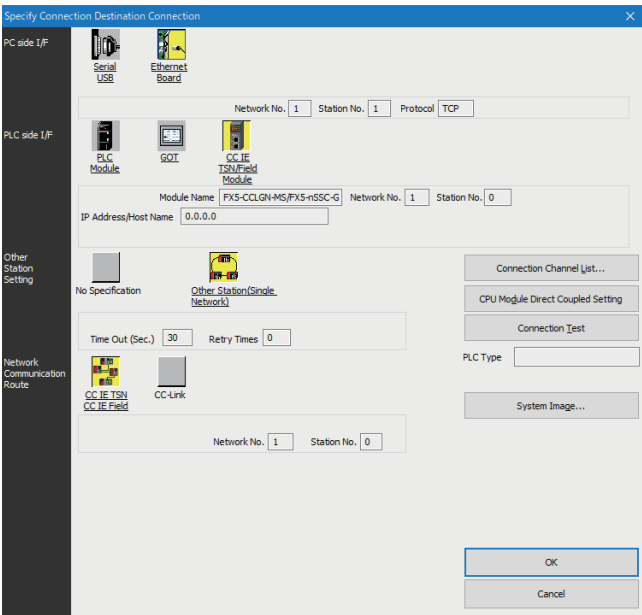 Specify Connection Destination Connection
PC side I/F
Serial
USB
Ethernet
Board
Network No. 1 Station No. 1 Protocol TCP
PLC side I/F
PLC
Module
GOT
CC IE
TSN/Field
Module
Module Name FX5-CCLGN-MS/FX5-nSSC-G Network No. 1 Station No. 0
IP Address/Host Name 0.0.0.0
Other
Station
Setting
No Specification
Other Station(Single
Network)
Time Out (Sec.) 30 Retry Times 0
Connection Channel List...
CPU Module Direct Coupled Setting
Connection Test
PLC Type
System Image...
Network
Communication
Route
CC IE TSN
CC IE Field
CC-Link
Network No. 1 Station No. 0
OK
Cancel